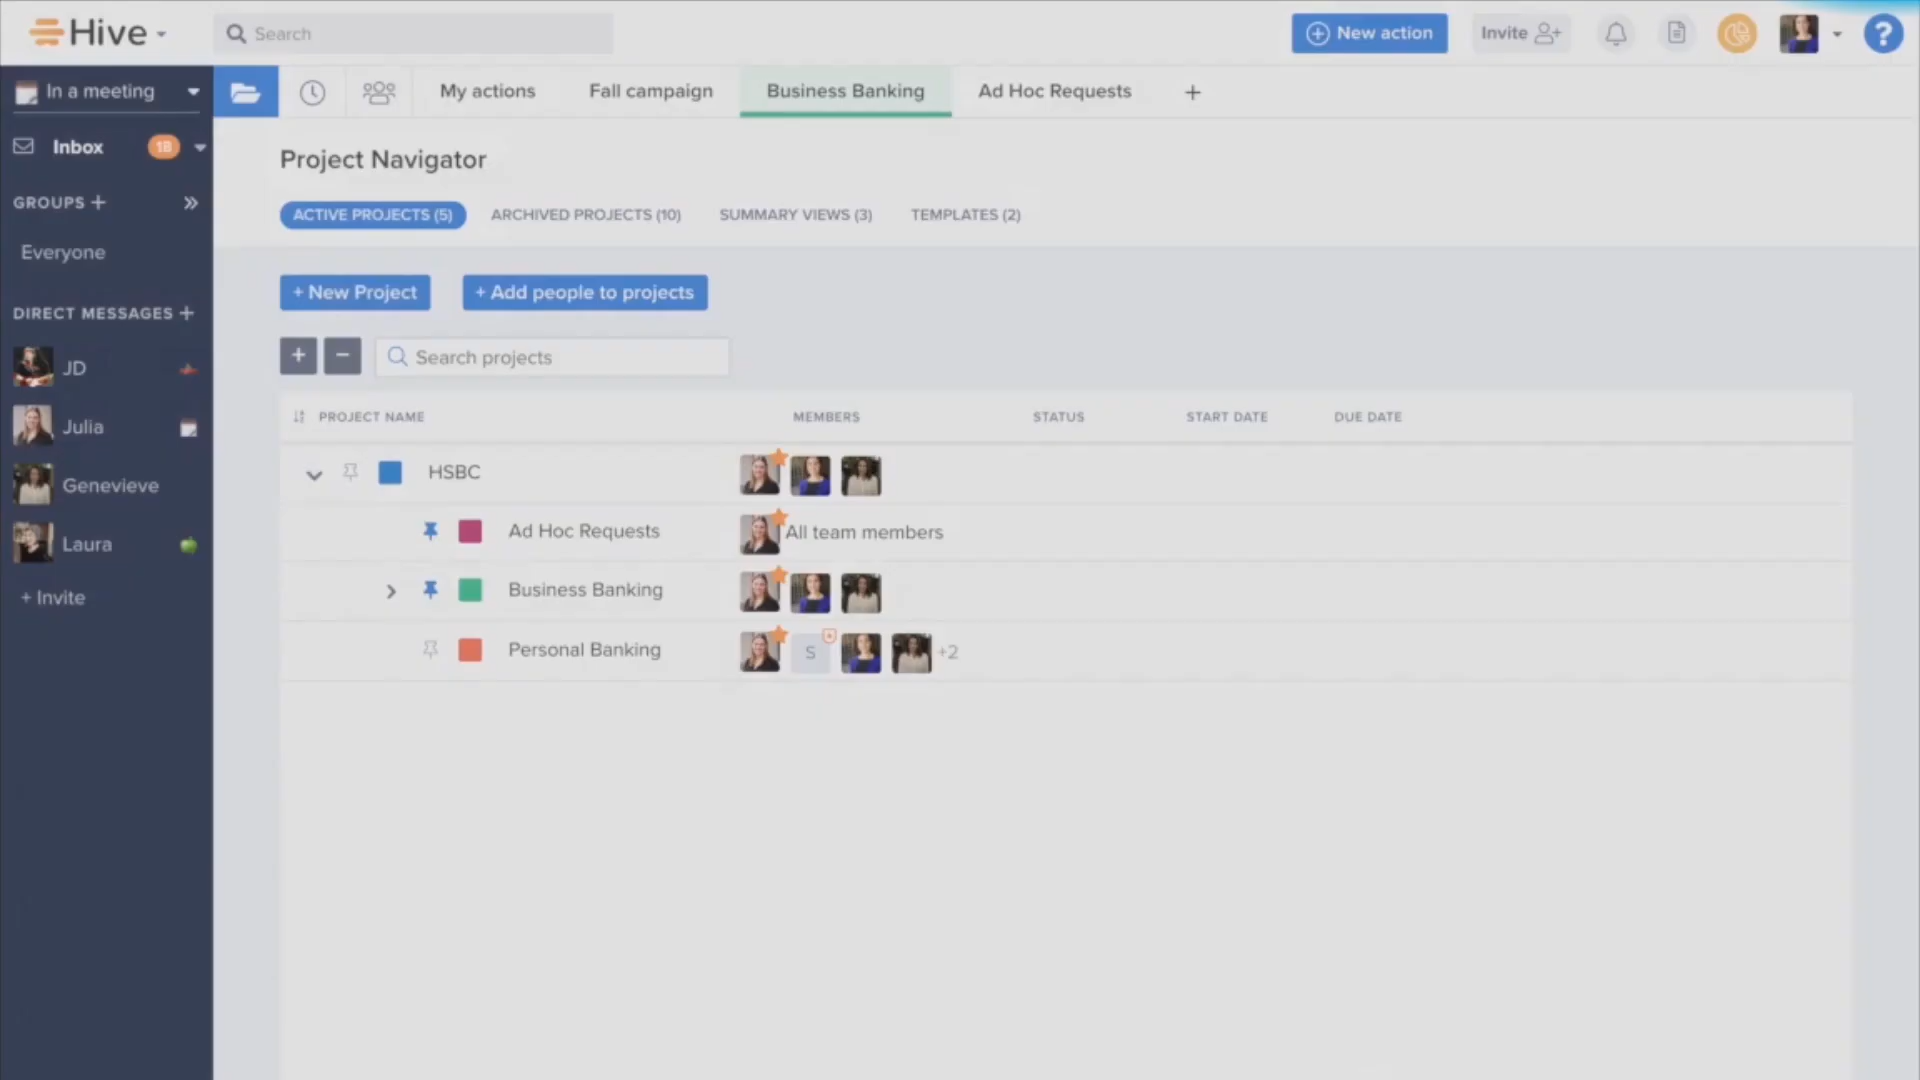 Hive
Search
New action
Invite
?
In a meeting
My actions
Fall campaign
Business Banking
Ad Hoc Requests
+
Inbox
18
Project Navigator
GROUPS +
ACTIVE PROJECTS (5)
ARCHIVED PROJECTS (10)
SUMMARY VIEWS (3)
TEMPLATES (2)
Everyone
+ New Project
+ Add people to projects
DIRECT MESSAGES +
+
−
Search projects
JD
PROJECT NAME
MEMBERS
STATUS
START DATE
DUE DATE
Julia
HSBC
Genevieve
Ad Hoc Requests
All team members
Laura
Business Banking
+ Invite
Personal Banking
S
+2